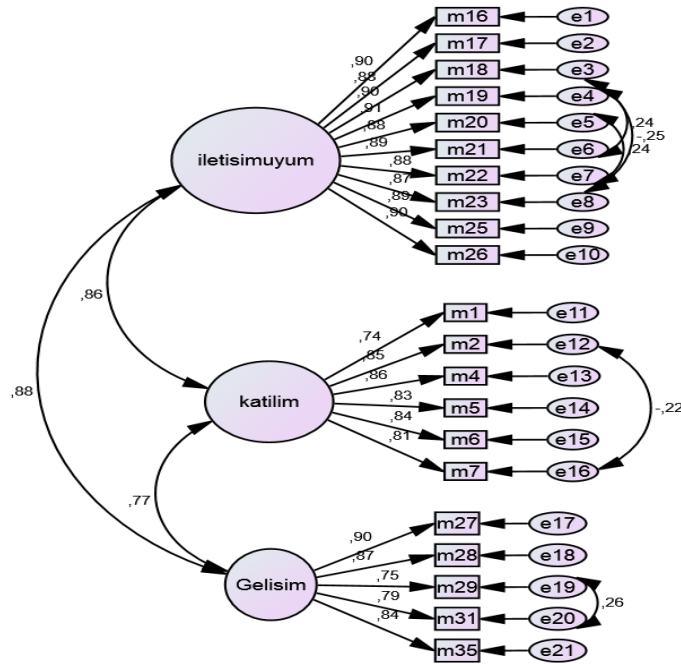 m16 e1
,90
m17 e2
,88
m18 e3
,90
m19 e4
,91
m20 e5
,24
,88
-,25
m21 e6
,89
,24
iletisimuyum
,88
m22 e7
,87
m23 e8
,89
m25 e9
,90
m26 e10
,86
m1 e11
,74
m2 e12
,85
m4 e13
,86
,88
katilim
,83
m5 e14
-,22
,84
m6 e15
,81
m7 e16
,77
m27 e17
,90
m28 e18
,87
Gelisim
,75
m29 e19
,79
,26
m31 e20
,84
m35 e21